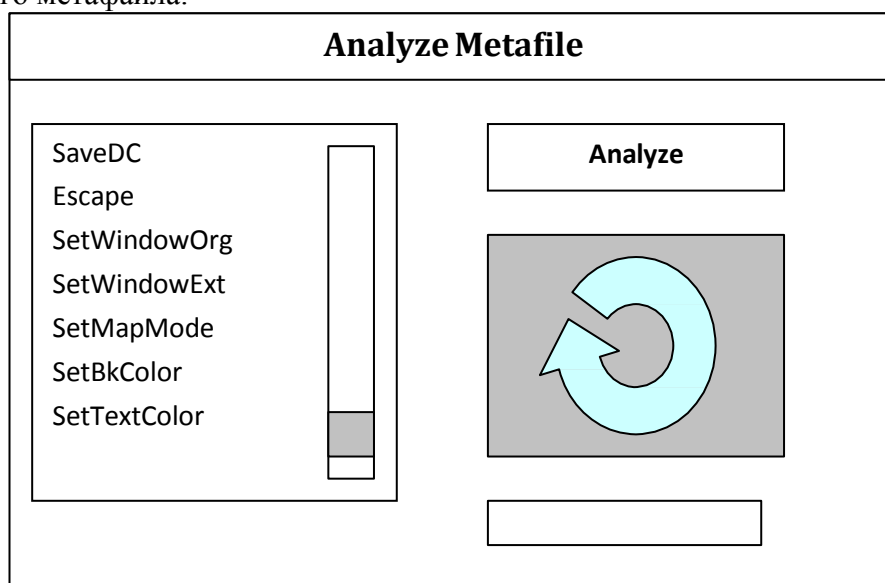 Analyze Metafile
SaveDC
Escape
SetWindowOrg
SetWindowExt
SetMapMode
SetBkColor
SetTextColor
Analyze